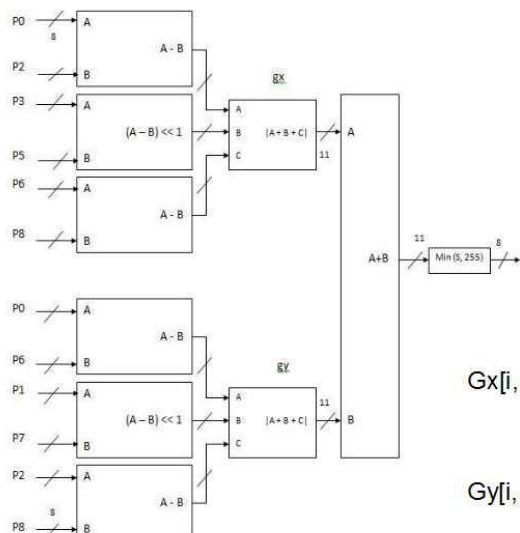 P0
A
8
A - B
P2
B
P3
A
(A – B) << 1
P5
B
P6
A
A - B
P8
B
gx
A
B
C
|A + B + C|
11
A
A+B
11
Min (S, 255)
8
P0
A
A - B
P6
B
P1
A
(A – B) << 1
P7
B
P2
A
8
A - B
P8
B
gy
A
B
C
|A + B + C|
11
B
Gx[i,
Gy[i,